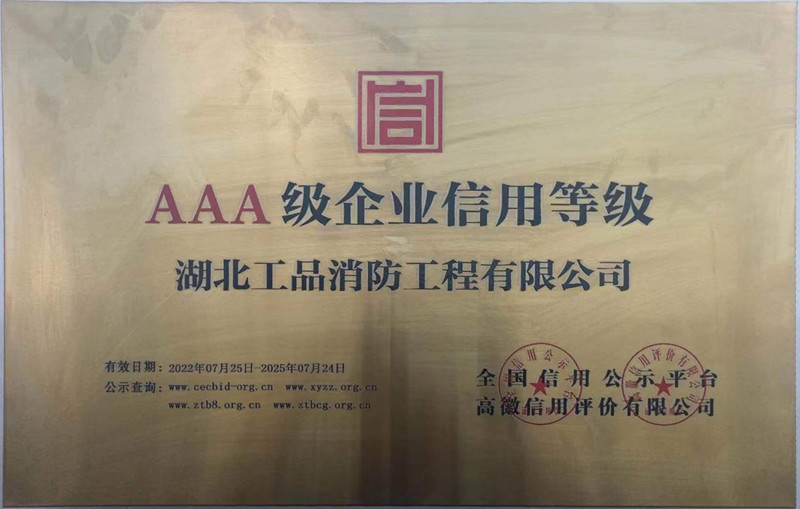 信
AAA级企业信用等级
湖北工品消防工程有限公司
有效日期：2022年07月25日-2025年07月24日
公示查询：www.cecbid-org.cn www.xyzz.org.cn
www.ztb8.org.cn www.ztbcg.org.cn
全国信用公示平台
高徽信用评价有限公司